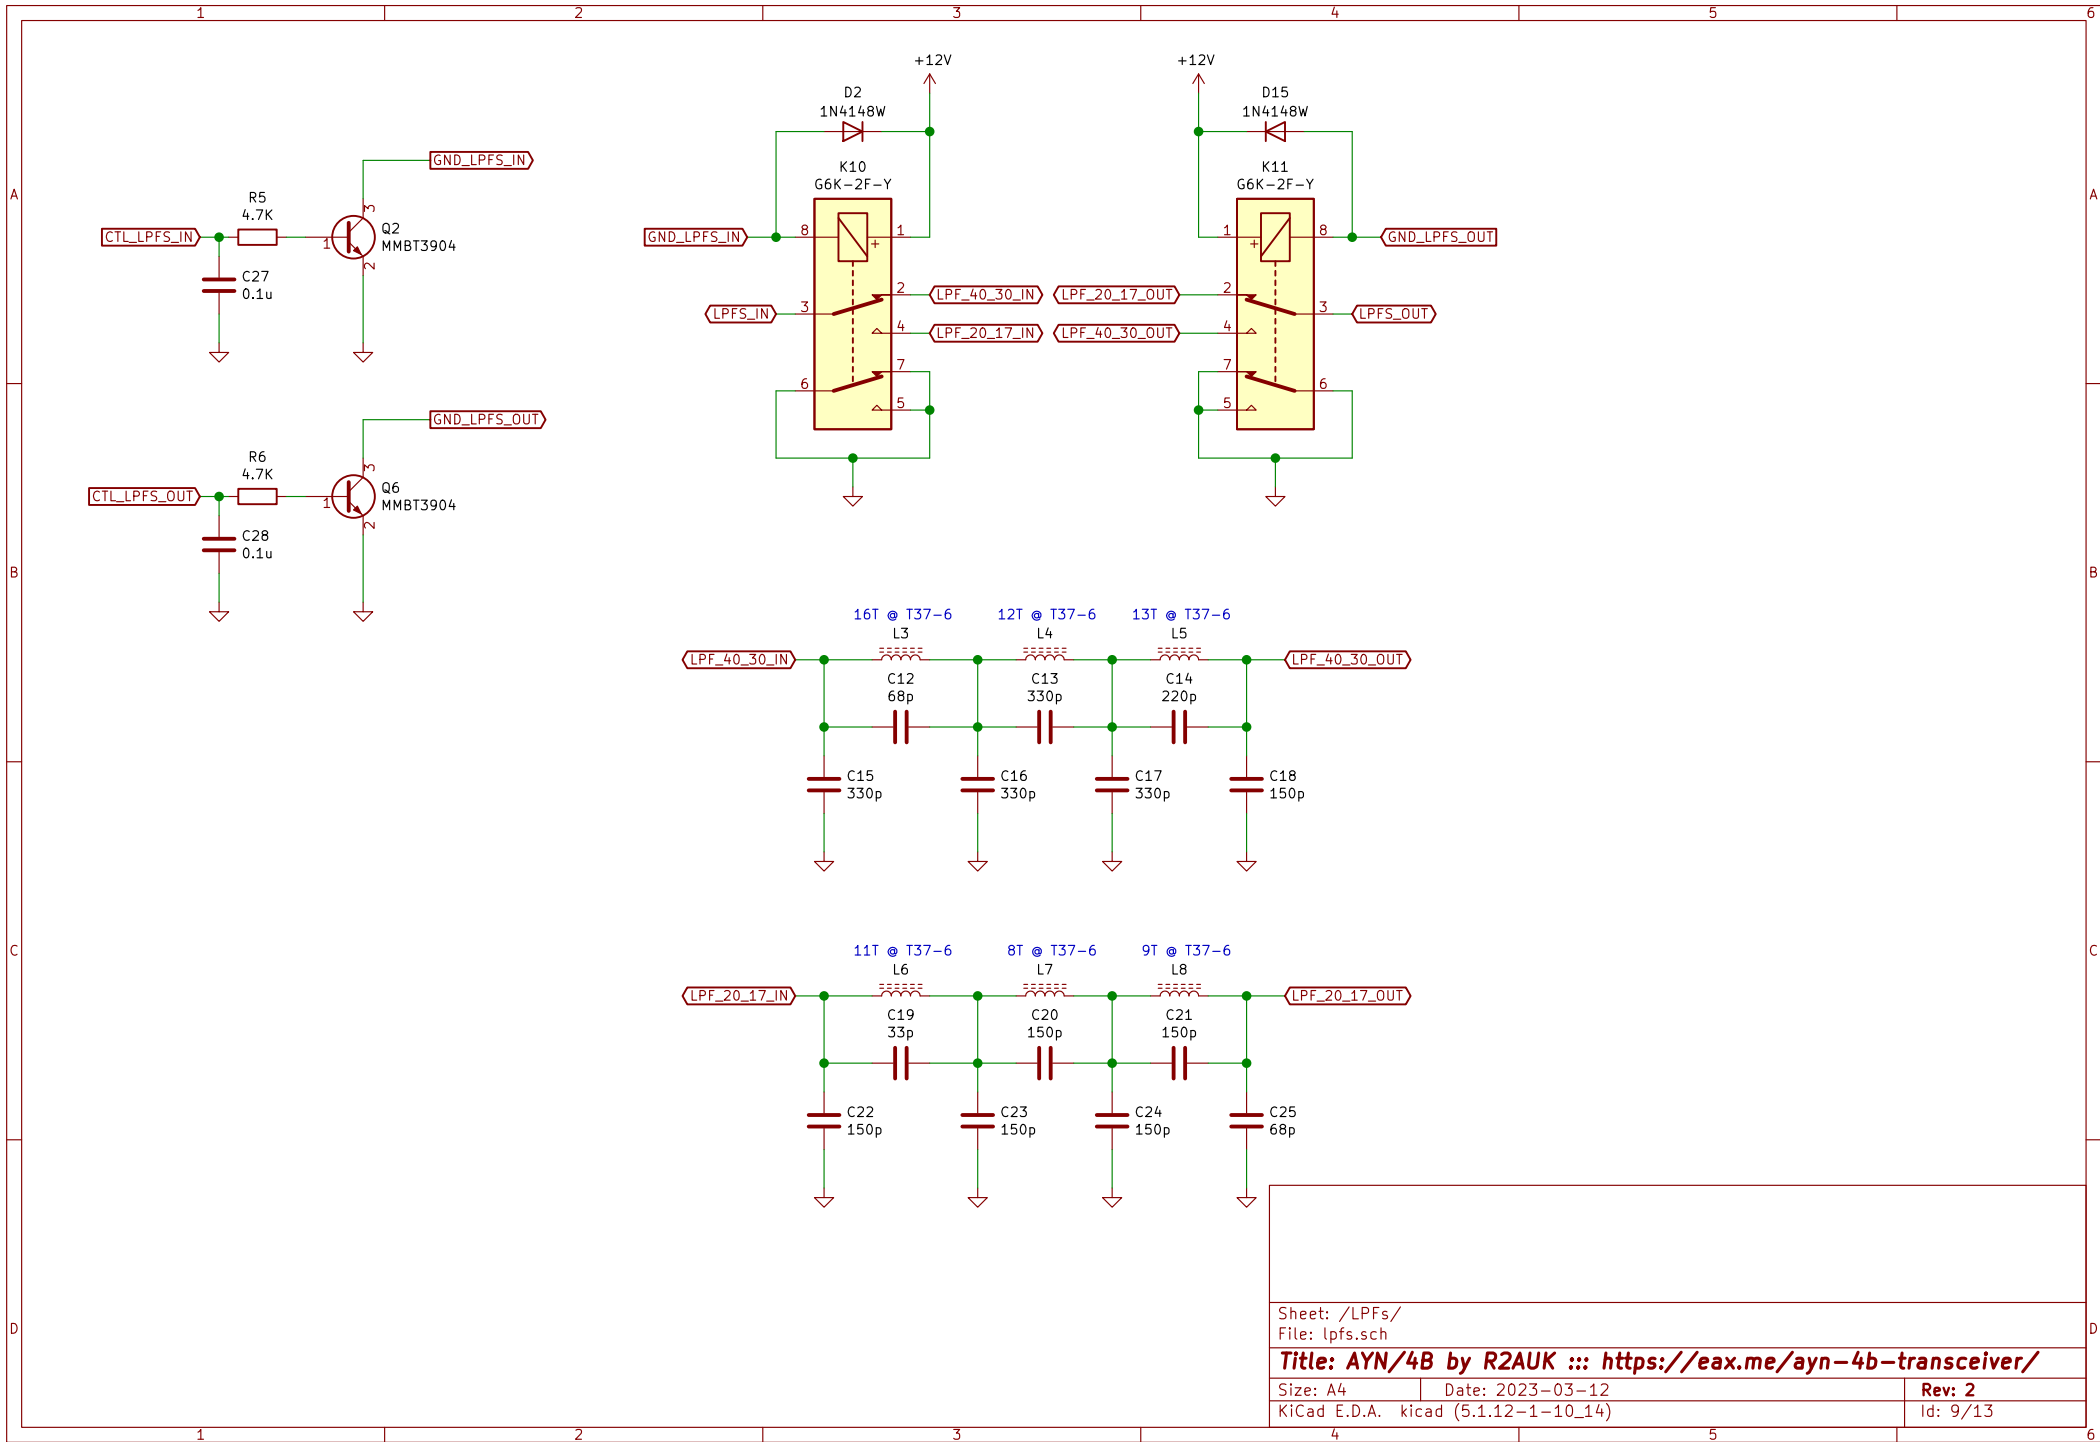 1 2 3 4 5 6
A
B
C
D
A
B
C
D
GND_LPFS_IN
R5
4.7K
CTL_LPFS_IN
1
3
2
Q2
MMBT3904
C27
0.1u
GND_LPFS_OUT
R6
4.7K
CTL_LPFS_OUT
1
3
2
Q6
MMBT3904
C28
0.1u
+12V
D2
1N4148W
K10
G6K-2F-Y
GND_LPFS_IN
8
+
1
2
LPF_40_30_IN
LPFS_IN
3
4
LPF_20_17_IN
7
6
5
+12V
D15
1N4148W
K11
G6K-2F-Y
1
+
8
GND_LPFS_OUT
LPF_20_17_OUT
2
3
LPFS_OUT
LPF_40_30_OUT
4
7
6
5
16T @ T37-6 12T @ T37-6 13T @ T37-6
L3 L4 L5
LPF_40_30_IN LPF_40_30_OUT
C12 C13 C14
68p 330p 220p
C15 C16 C17 C18
330p 330p 330p 150p
11T @ T37-6 8T @ T37-6 9T @ T37-6
L6 L7 L8
LPF_20_17_IN LPF_20_17_OUT
C19 C20 C21
33p 150p 150p
C22 C23 C24 C25
150p 150p 150p 68p
Sheet: /LPFs/
File: lpfs.sch
Title: AYN/4B by R2AUK ::: https://eax.me/ayn-4b-transceiver/
Size: A4 Date: 2023-03-12 Rev: 2
KiCad E.D.A. kicad (5.1.12-1-10_14) Id: 9/13
1 2 3 4 5 6